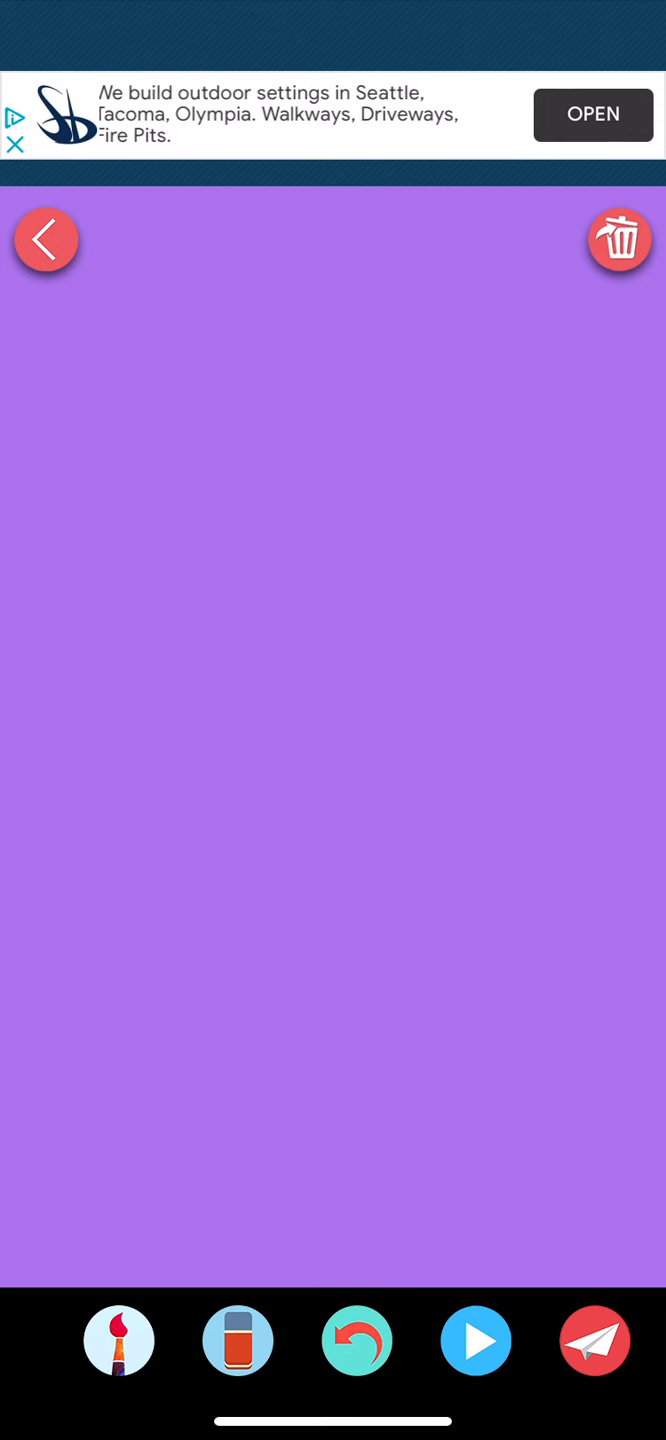 We build outdoor settings in Seattle,
Tacoma, Olympia. Walkways, Driveways,
Fire Pits.
OPEN